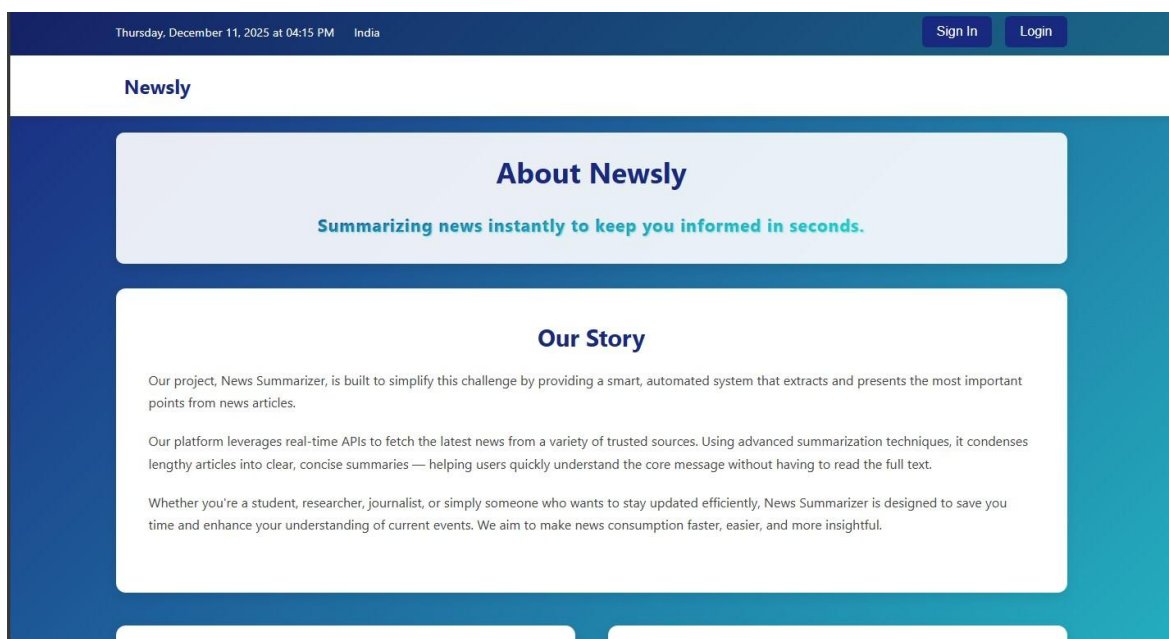 Thursday, December 11, 2025 at 04:15 PM India Sign In Login
Newsly
About Newsly
Summarizing news instantly to keep you informed in seconds.
Our Story
Our project, News Summarizer, is built to simplify this challenge by providing a smart, automated system that extracts and presents the most important
points from news articles.
Our platform leverages real-time APIs to fetch the latest news from a variety of trusted sources. Using advanced summarization techniques, it condenses
lengthy articles into clear, concise summaries — helping users quickly understand the core message without having to read the full text.
Whether you're a student, researcher, journalist, or simply someone who wants to stay updated efficiently, News Summarizer is designed to save you
time and enhance your understanding of current events. We aim to make news consumption faster, easier, and more insightful.